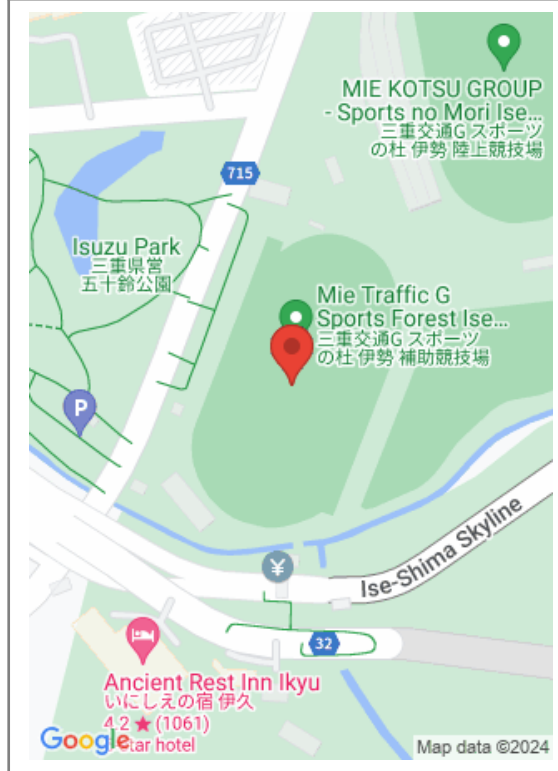 MIE KOTSU GROUP
- Sports no Mori Ise...
三重交通G スポーツ
の杜 伊勢 陸上競技場
715
Isuzu Park
三重県営
五十鈴公園
Mie Traffic G
Sports Forest Ise...
三重交通G スポーツ
の杜 伊勢 補助競技場
P
¥
Ise-Shima Skyline
32
Ancient Rest Inn Ikyu
いにしえの宿 伊久
4.2 ★ (1061)
tar hotel
Google
Map data ©2024